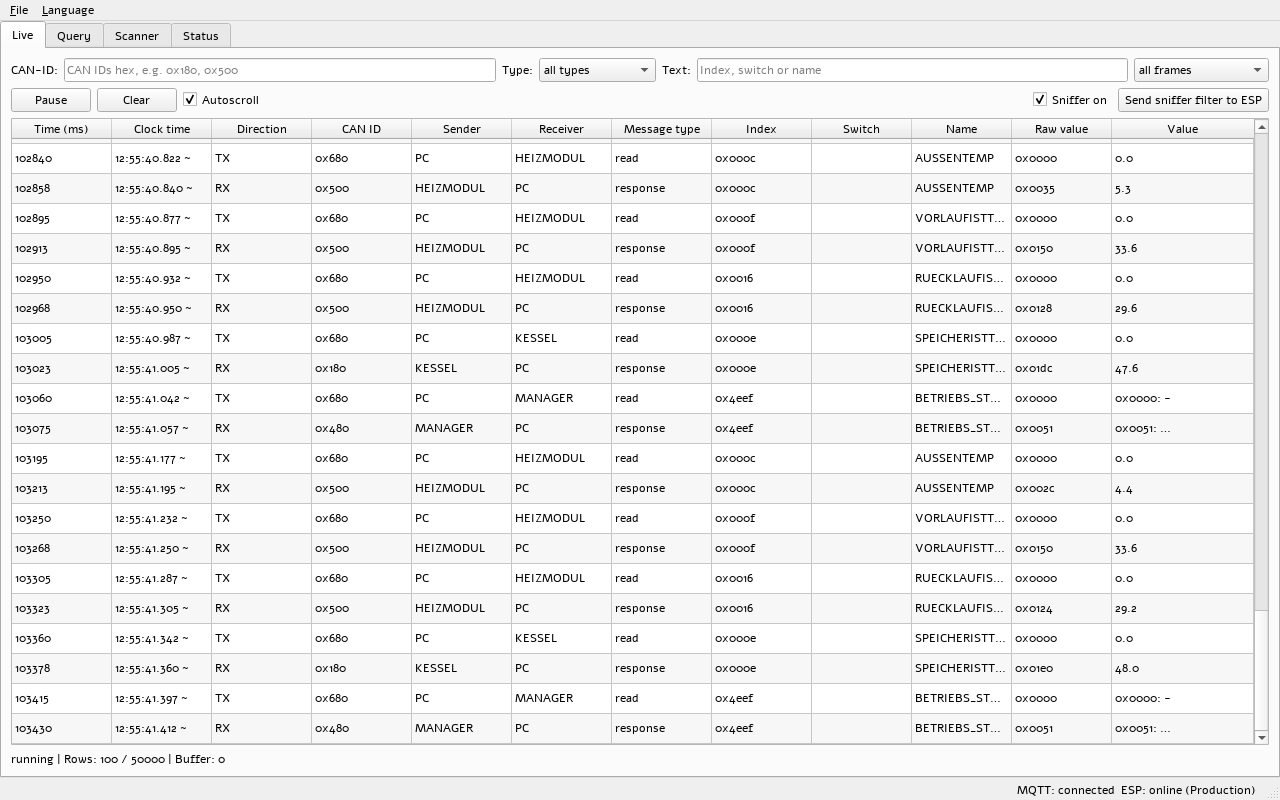 File Language
Live Query Scanner Status
CAN-ID: CAN IDs hex, e.g. 0x180, 0x500 Type: all types Text: Index, switch or name all frames
Pause Clear Autoscroll Sniffer on Send sniffer filter to ESP
Time (ms) Clock time Direction CAN ID Sender Receiver Message type Index Switch Name Raw value Value
102840 12:55:40.822 ~ TX 0x680 PC HEIZMODUL read 0x000c AUSSENTEMP 0x0000 0.0
102858 12:55:40.840 ~ RX 0x500 HEIZMODUL PC response 0x000c AUSSENTEMP 0x0035 5.3
102895 12:55:40.877 ~ TX 0x680 PC HEIZMODUL read 0x000f VORLAUFISTT... 0x0000 0.0
102913 12:55:40.895 ~ RX 0x500 HEIZMODUL PC response 0x000f VORLAUFISTT... 0x0150 33.6
102950 12:55:40.932 ~ TX 0x680 PC HEIZMODUL read 0x0016 RUECKLAUFIS... 0x0000 0.0
102968 12:55:40.950 ~ RX 0x500 HEIZMODUL PC response 0x0016 RUECKLAUFIS... 0x0128 29.6
103005 12:55:40.987 ~ TX 0x680 PC KESSEL read 0x000e SPEICHERISTT... 0x0000 0.0
103023 12:55:41.005 ~ RX 0x180 KESSEL PC response 0x000e SPEICHERISTT... 0x01dc 47.6
103060 12:55:41.042 ~ TX 0x680 PC MANAGER read 0x4eef BETRIEBS_ST... 0x0000 0x0000: -
103075 12:55:41.057 ~ RX 0x480 MANAGER PC response 0x4eef BETRIEBS_ST... 0x0051 0x0051: ...
103195 12:55:41.177 ~ TX 0x680 PC HEIZMODUL read 0x000c AUSSENTEMP 0x0000 0.0
103213 12:55:41.195 ~ RX 0x500 HEIZMODUL PC response 0x000c AUSSENTEMP 0x002c 4.4
103250 12:55:41.232 ~ TX 0x680 PC HEIZMODUL read 0x000f VORLAUFISTT... 0x0000 0.0
103268 12:55:41.250 ~ RX 0x500 HEIZMODUL PC response 0x000f VORLAUFISTT... 0x0150 33.6
103305 12:55:41.287 ~ TX 0x680 PC HEIZMODUL read 0x0016 RUECKLAUFIS... 0x0000 0.0
103323 12:55:41.305 ~ RX 0x500 HEIZMODUL PC response 0x0016 RUECKLAUFIS... 0x0124 29.2
103360 12:55:41.342 ~ TX 0x680 PC KESSEL read 0x000e SPEICHERISTT... 0x0000 0.0
103378 12:55:41.360 ~ RX 0x180 KESSEL PC response 0x000e SPEICHERISTT... 0x01e0 48.0
103415 12:55:41.397 ~ TX 0x680 PC MANAGER read 0x4eef BETRIEBS_ST... 0x0000 0x0000: -
103430 12:55:41.412 ~ RX 0x480 MANAGER PC response 0x4eef BETRIEBS_ST... 0x0051 0x0051: ...
running | Rows: 100 / 50000 | Buffer: 0
MQTT: connected ESP: online (Production)